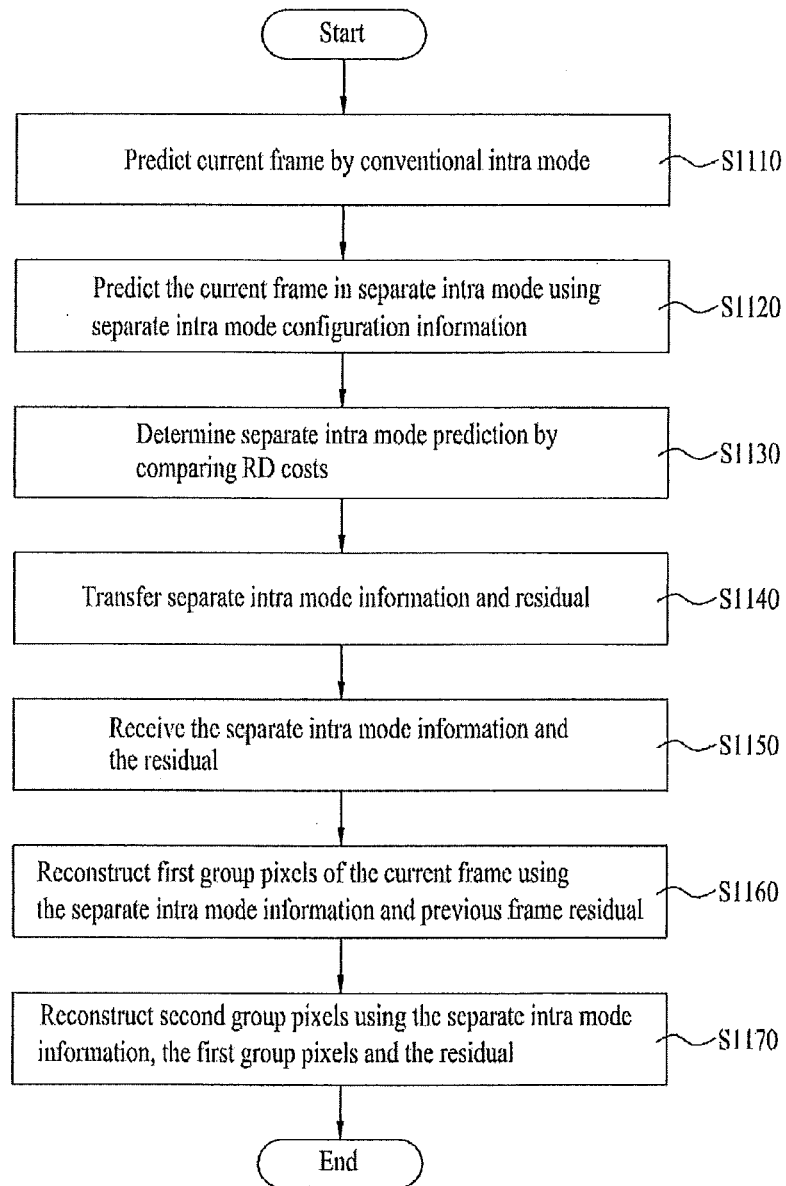 Start
Predict current frame by conventional intra mode
S1110
Predict the current frame in separate intra mode using
separate intra mode configuration information
S1120
Determine separate intra mode prediction by
comparing RD costs
S1130
Transfer separate intra mode information and residual
S1140
Receive the separate intra mode information and
the residual
S1150
Reconstruct first group pixels of the current frame using
the separate intra mode information and previous frame residual
S1160
Reconstruct second group pixels using the separate intra mode
information, the first group pixels and the residual
S1170
End